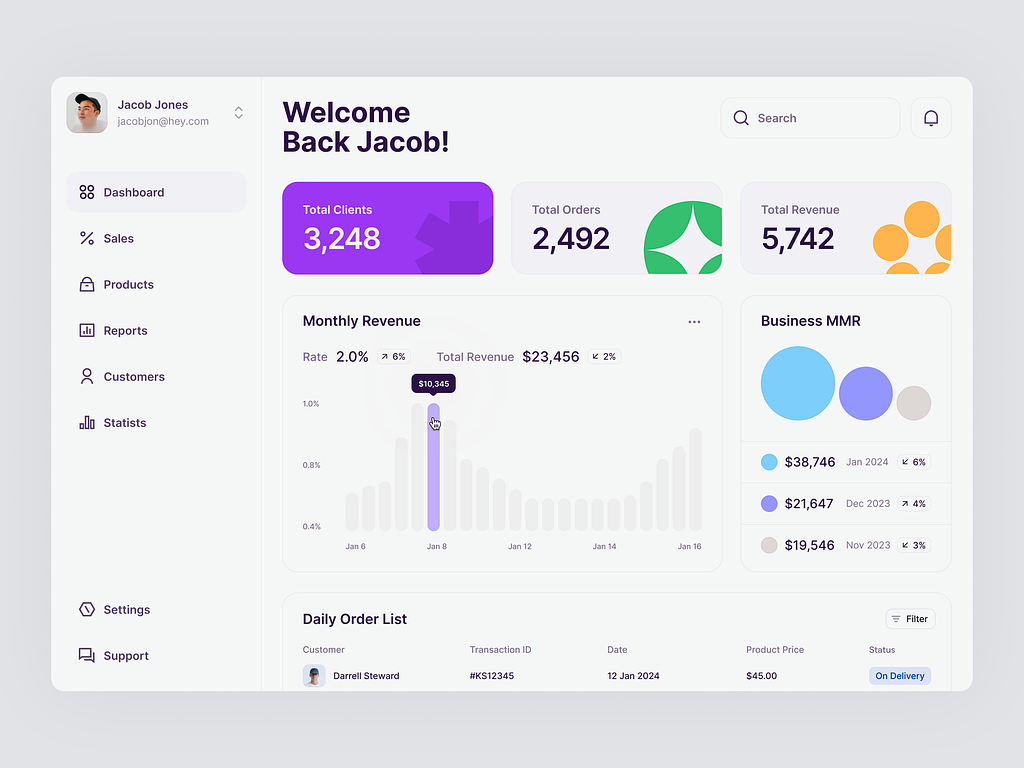 Jacob Jones
jacobjon@hey.com
Dashboard
Sales
Products
Reports
Customers
Statists
Settings
Support
Welcome
Back Jacob!
Search
Total Clients
3,248
Total Orders
2,492
Total Revenue
5,742
Monthly Revenue
Rate 2.0% 6% Total Revenue $23,456 2%
$10,345
1.0%
0.8%
0.4%
Jan 6 Jan 8 Jan 12 Jan 14 Jan 16
Business MMR
$38,746 Jan 2024 6%
$21,647 Dec 2023 4%
$19,546 Nov 2023 3%
Daily Order List
Filter
Customer Transaction ID Date Product Price Status
Darrell Steward #KS12345 12 Jan 2024 $45.00 On Delivery